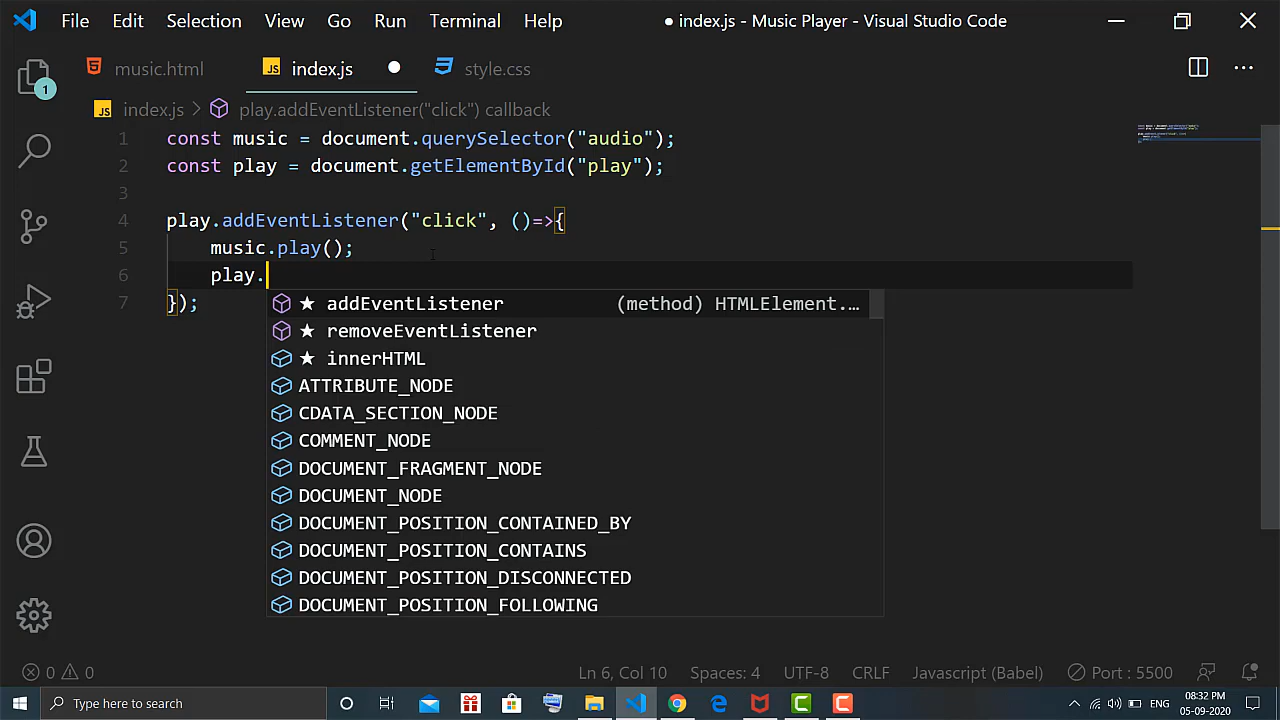 File Edit Selection View Go Run Terminal Help ● index.js - Music Player - Visual Studio Code
music.html JS index.js style.css
JS index.js > play.addEventListener("click") callback
1 const music = document.querySelector("audio");
2 const play = document.getElementById("play");
3
4 play.addEventListener("click", ()=>{
5 music.play();
6 play.
7 });
★ addEventListener (method) HTMLElement.…
★ removeEventListener
★ innerHTML
ATTRIBUTE_NODE
CDATA_SECTION_NODE
COMMENT_NODE
DOCUMENT_FRAGMENT_NODE
DOCUMENT_NODE
DOCUMENT_POSITION_CONTAINED_BY
DOCUMENT_POSITION_CONTAINS
DOCUMENT_POSITION_DISCONNECTED
DOCUMENT_POSITION_FOLLOWING
1
0 0 Ln 6, Col 10 Spaces: 4 UTF-8 CRLF Javascript (Babel) Port : 5500
Type here to search ENG 08:32 PM
05-09-2020